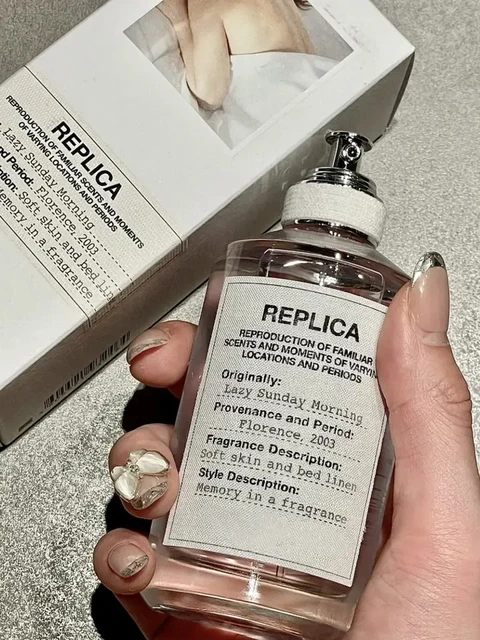 REPLICA
REPRODUCTION OF FAMILIAR SCENTS AND MOMENTS
OF VARYING LOCATIONS AND PERIODS
Lazy Sunday Morning
Period: Florence, 2003
Soft skin and bed lin
Memory in a fragrance
REPLICA
REPRODUCTION OF FAMILIAR
SCENTS AND MOMENTS OF VARYIN
LOCATIONS AND PERIODS
Originally:
Lazy Sunday Morning
Provenance and Period:
Florence, 2003
Fragrance Description:
Soft skin and bed linen
Style Description:
Memory in a fragrance